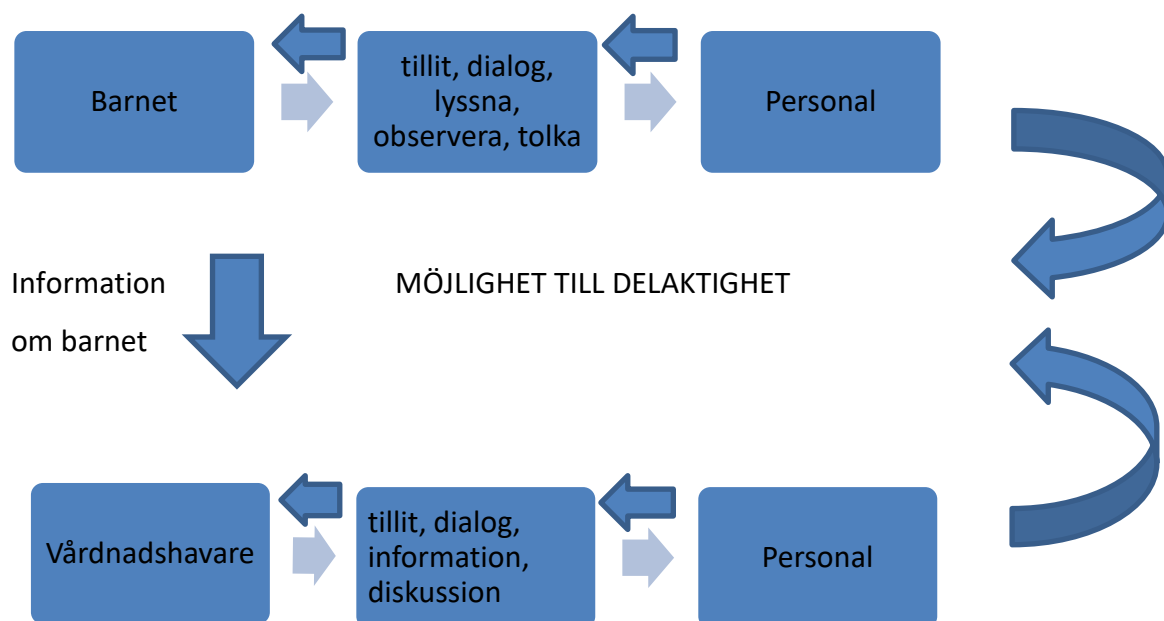 Barnet
tillit, dialog,
lyssna,
observera, tolka
Personal
Information
om barnet
MÖJLIGHET TILL DELAKTIGHET
Vårdnadshavare
tillit, dialog,
information,
diskussion
Personal